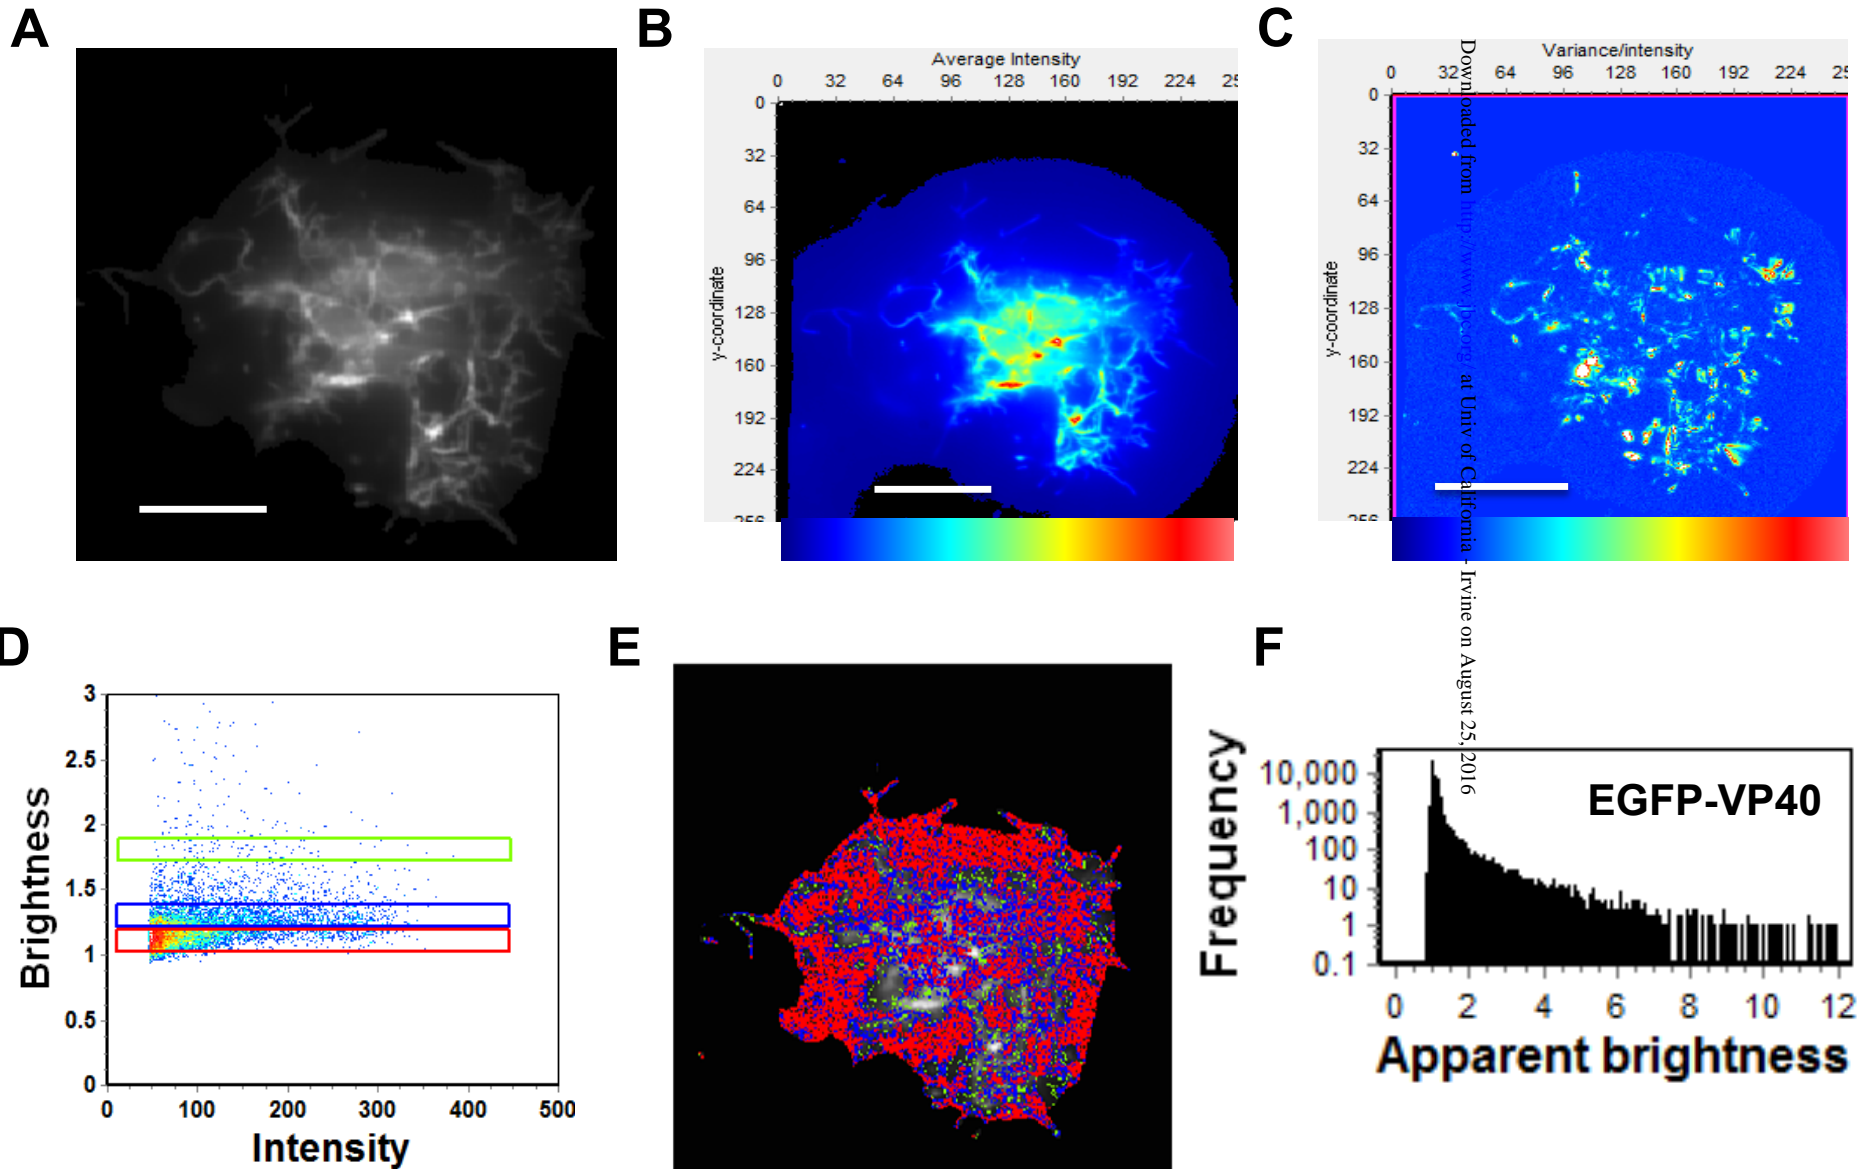 A
B
C
Average Intensity
0 32 64 96 128 160 192 224 25
0
32
64
96
128
160
192
224
256
y-coordinate
Variance/intensity
0 32 64 96 128 160 192 224 25
0
32
64
96
128
160
192
224
256
y-coordinate
Downloaded from http://www.jbc.org at Univ of California - Irvine on August 25, 2016
D
3
2.5
2
1.5
1
0.5
0
Brightness
0 100 200 300 400 500
Intensity
E
F
Frequency
10,000
1,000
100
10
1
0.1
EGFP-VP40
0 2 4 6 8 10 12
Apparent brightness